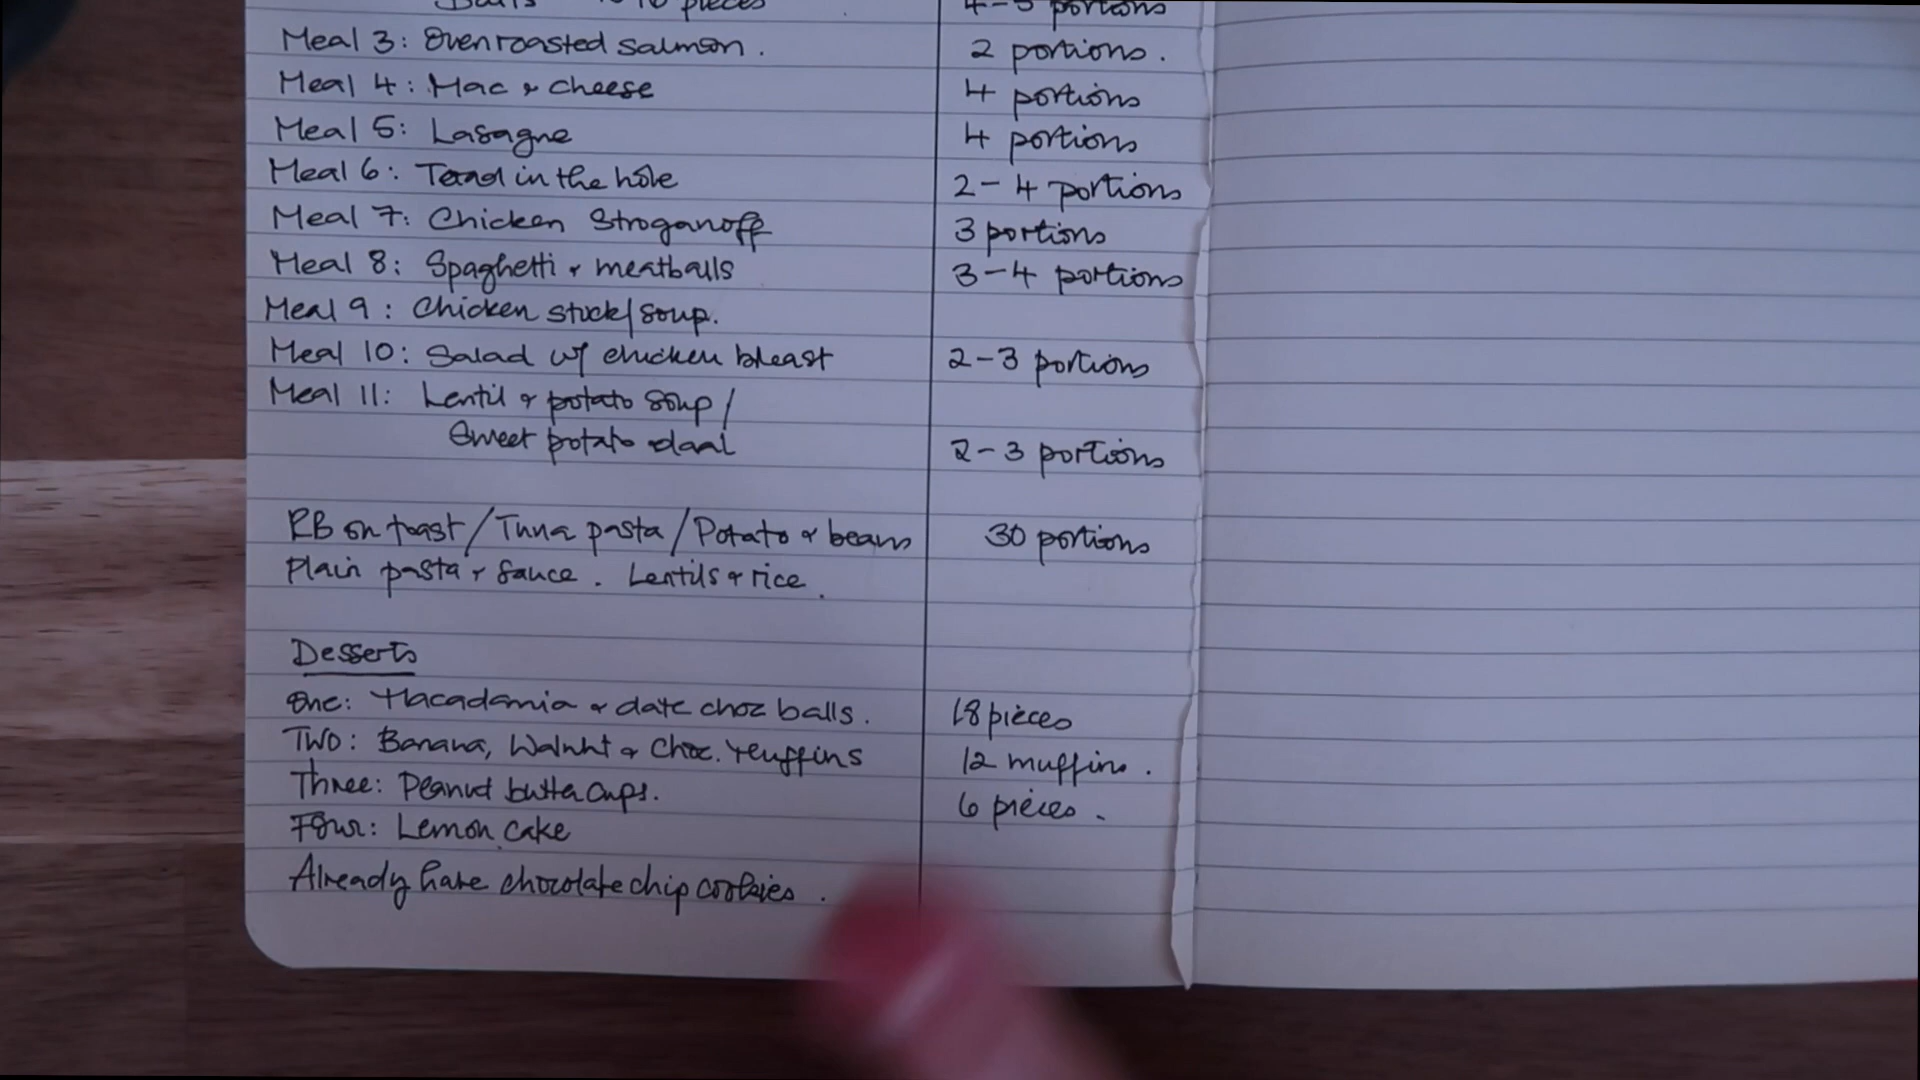 pieces 4-5 portions
Meal 3: Oven roasted salmon. 2 portions.
Meal 4: Mac & cheese 4 portions
Meal 5: Lasagne 4 portions
Meal 6: Toad in the hole 2-4 portions
Meal 7: Chicken Stroganoff 3 portions
Meal 8: Spaghetti & meatballs 3-4 portions
Meal 9: Chicken stock/soup.
Meal 10: Salad w/ chicken breast 2-3 portions
Meal 11: Lentil & potato soup/
Sweet potato daal 2-3 portions
PB on toast/Tuna pasta/Potato & beans 30 portions
Plain pasta & sauce. Lentils & rice.
Desserts
One: Macadamia & date choc balls. 18 pieces
Two: Banana, Walnut & Choc. Muffins 12 muffins.
Three: Peanut butter cups. 6 pieces.
Four: Lemon cake
Already have chocolate chip cookies.